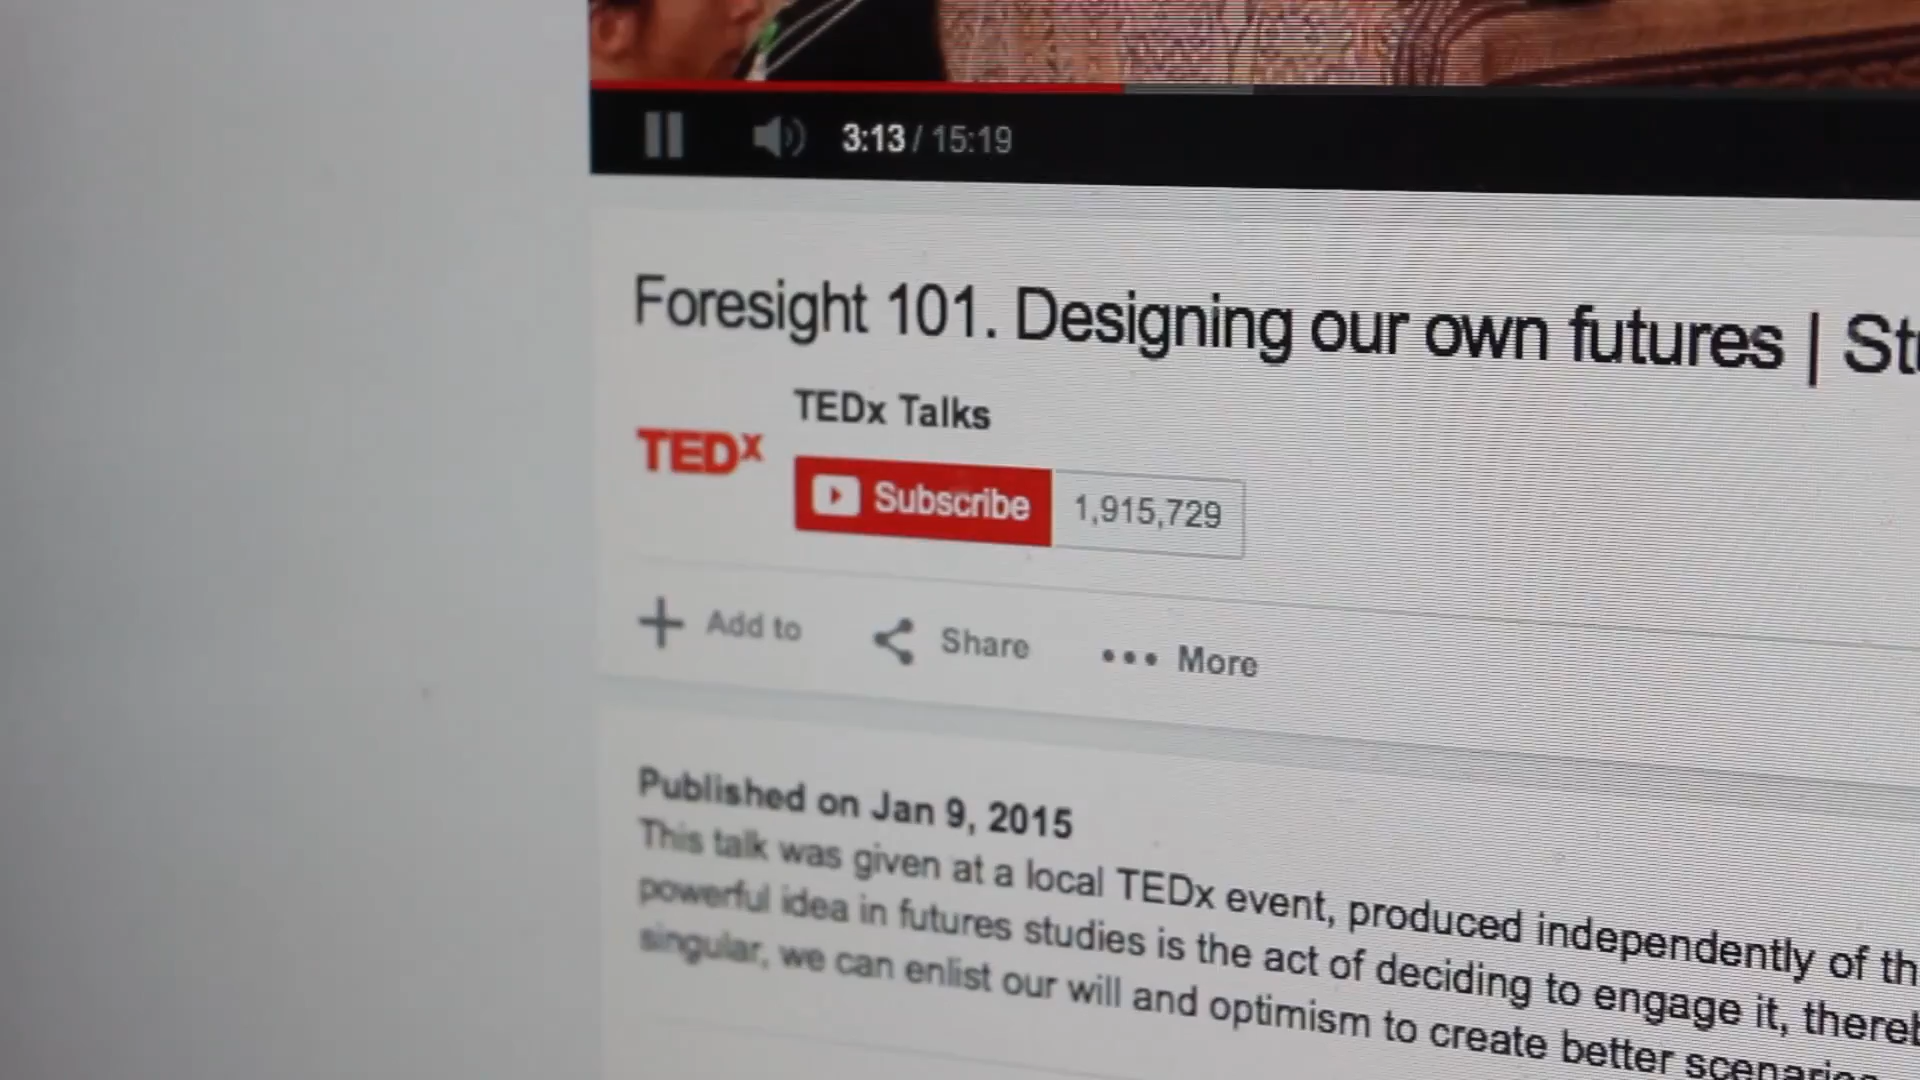 3:13 / 15:19
Foresight 101. Designing our own futures |
TEDx Talks
TEDx
Subscribe 1,915,729
Add to Share More
Published on Jan 9, 2015
This talk was given at a local TEDx event, produced independently of
powerful idea in futures studies is the act of deciding to engage it,
singular, we can enlist our will and optimism to create better